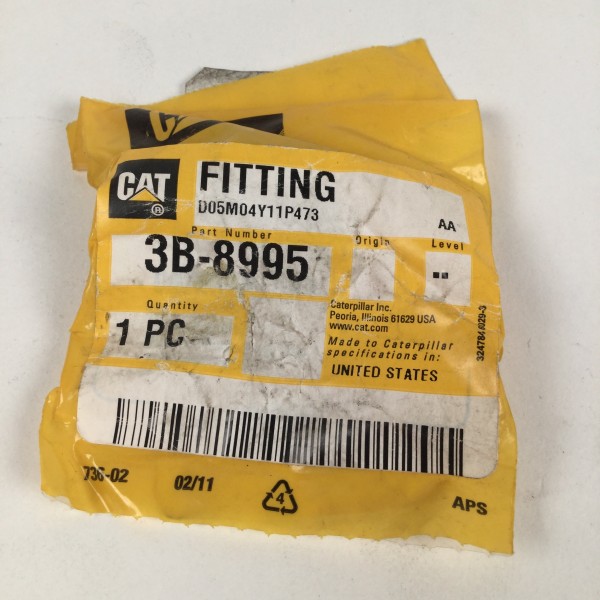 CAT
CAT ®
FITTING
D05M04Y11P473
AA
Part Number
Origin
Level
3B-8995
--
Quantity
1 PC
Caterpillar Inc.
Peoria, Illinois 61629 USA
www.cat.com
Made to Caterpillar
specifications in:
UNITED STATES
736-02
02/11
4
APS